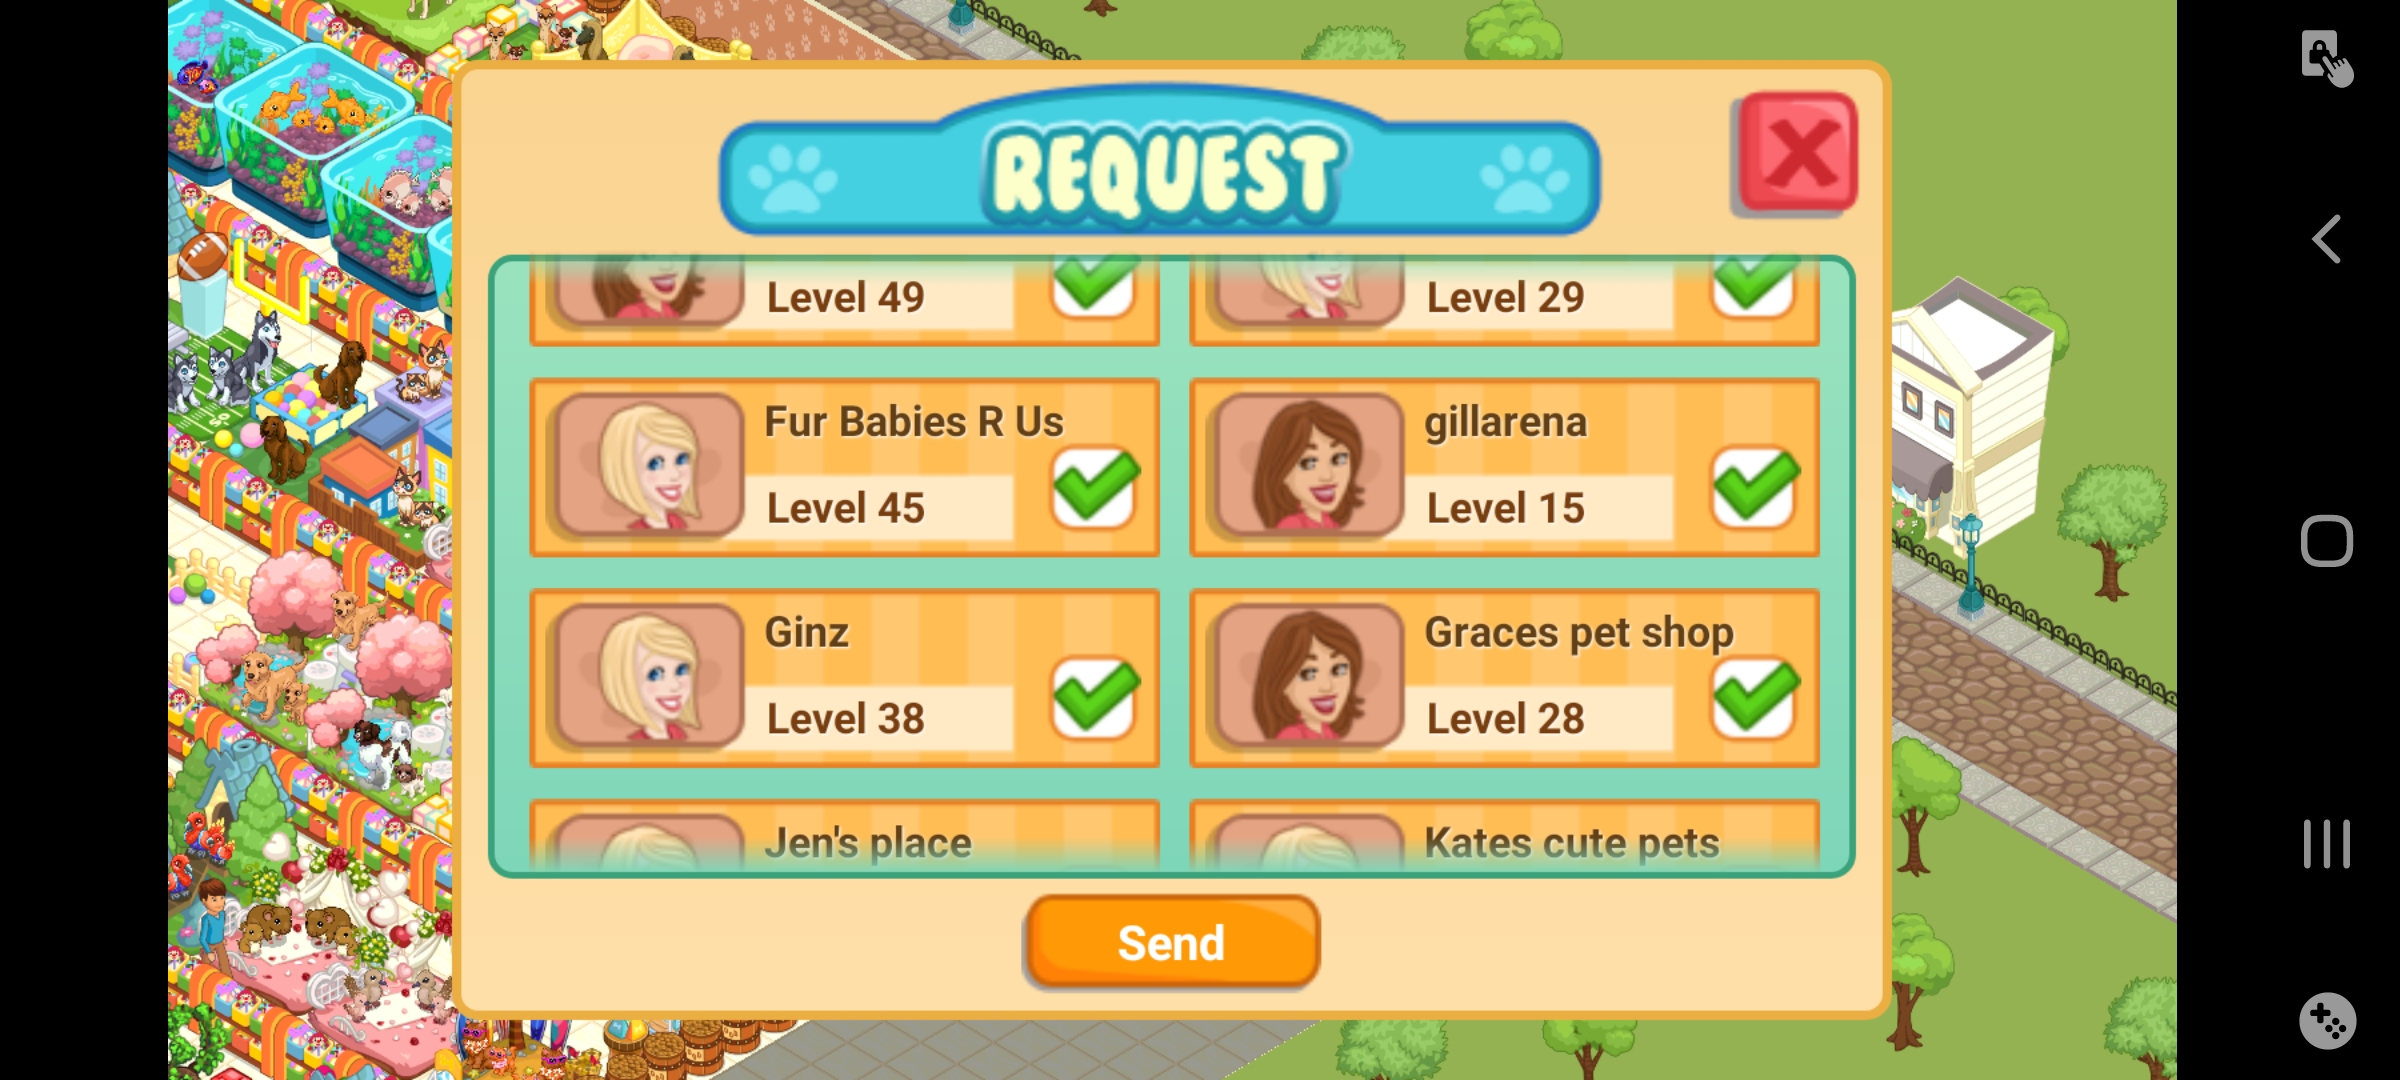 REQUEST
Level 49
Level 29
Fur Babies R Us
Level 45
gillarena
Level 15
Ginz
Level 38
Graces pet shop
Level 28
Jen's place
Kates cute pets
Send